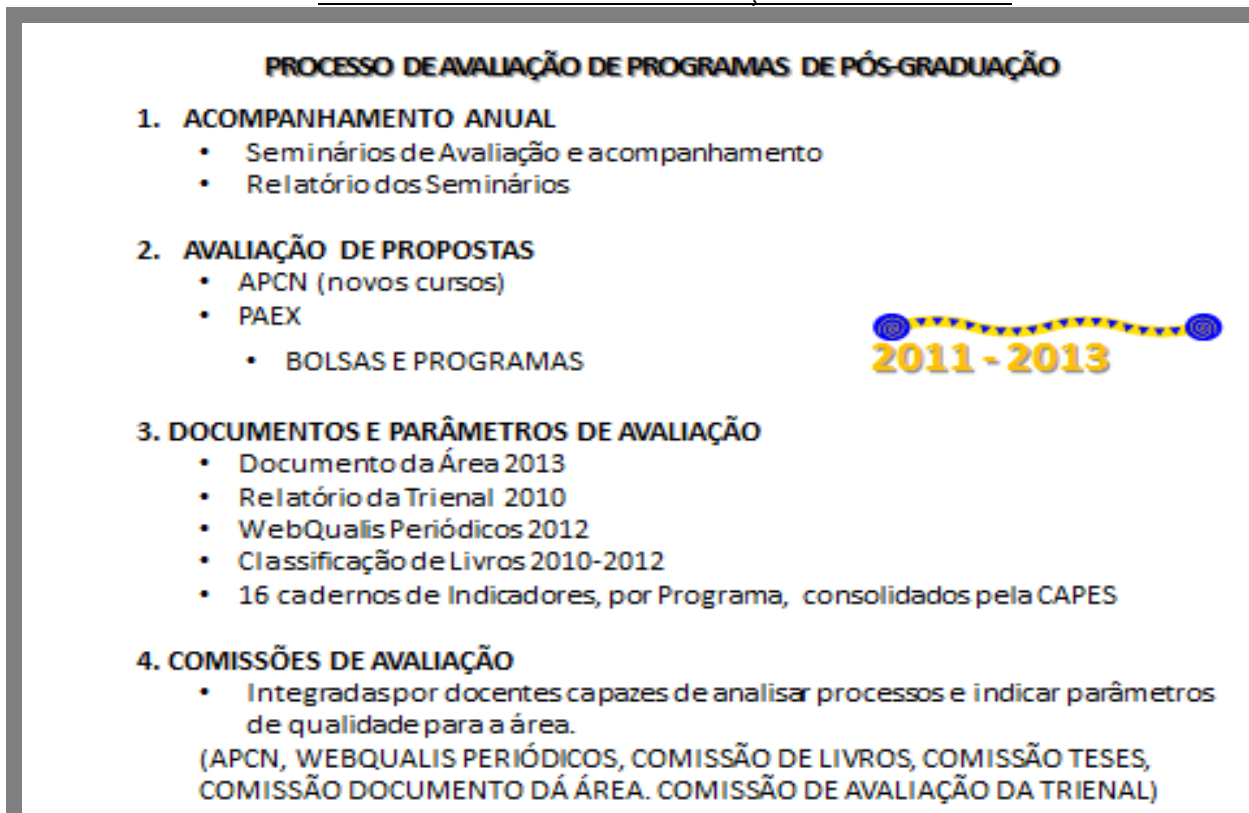 PROCESSO DE AVALIAÇÃO DE PROGRAMAS DE PÓS-GRADUAÇÃO
1. ACOMPANHAMENTO ANUAL
• Seminários de Avaliação e acompanhamento
• Relatório dos Seminários
2. AVALIAÇÃO DE PROPOSTAS
• APCN (novos cursos)
• PAEX
• BOLSAS E PROGRAMAS
2011 - 2013
3. DOCUMENTOS E PARÂMETROS DE AVALIAÇÃO
• Documento da Área 2013
• Relatório da Trienal 2010
• WebQualis Periódicos 2012
• Classificação de Livros 2010-2012
• 16 cadernos de Indicadores, por Programa, consolidados pela CAPES
4. COMISSÕES DE AVALIAÇÃO
• Integradas por docentes capazes de analisar processos e indicar parâmetros
de qualidade para a área.
(APCN, WEBQUALIS PERIÓDICOS, COMISSÃO DE LIVROS, COMISSÃO TESES,
COMISSÃO DOCUMENTO DÁ ÁREA. COMISSÃO DE AVALIAÇÃO DA TRIENAL)